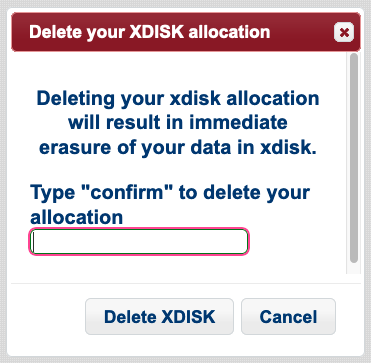 Delete your XDISK allocation
Deleting your xdisk allocation
will result in immediate
erasure of your data in xdisk.
Type "confirm" to delete your
allocation
Delete XDISK
Cancel